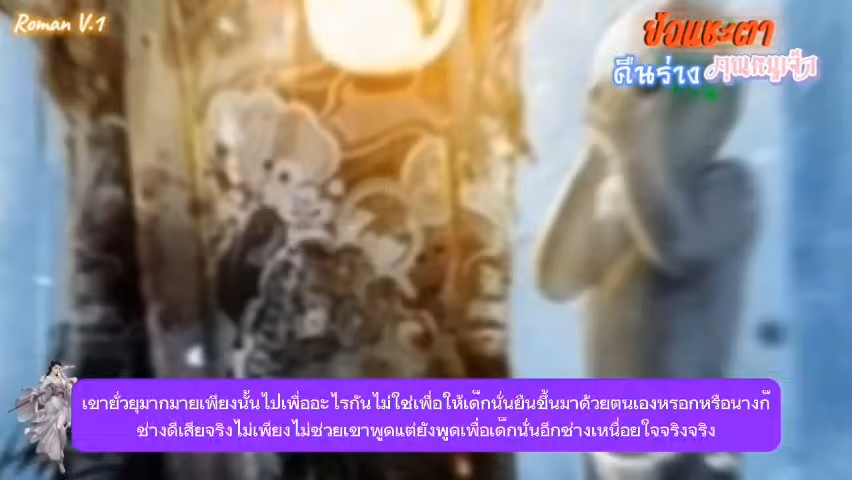 Roman V.1
ย่อแชะตา
คืนร่าง
เขายั่วยุมากมายเพียงนั้นไปเพื่ออะไรกันไม่ใช่เพื่อให้เด็กนั่นยืนขึ้นมาด้วยตนเองหรอกหรือนางก็
ช่างดีเสียจริงไม่เพียงไม่ช่วยเขาพูดแต่ยังพูดเพื่อเด็กนั่นอีกช่างเหนื่อยใจจริงจริง